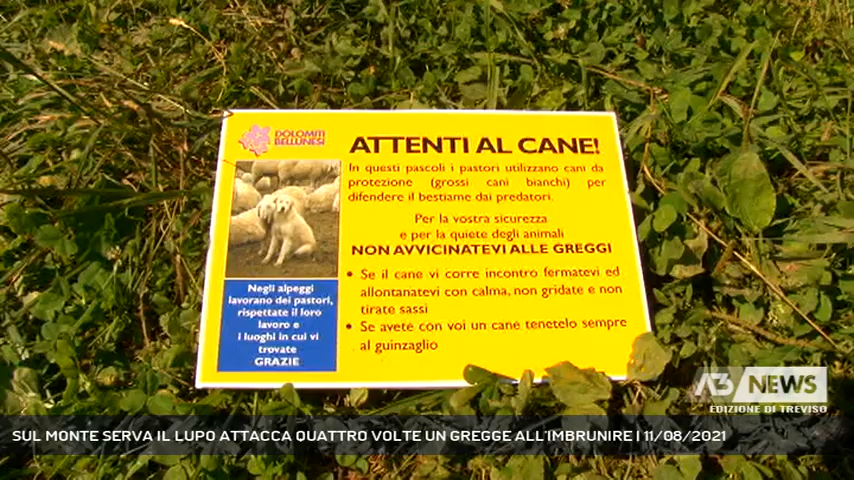 DOLOMITI
BELLUNESI
ATTENTI AL CANE!
In questi pascoli i pastori utilizzano cani da
protezione (grossi cani bianchi) per
difendere il bestiame dai predatori.
Per la vostra sicurezza
e per la quiete degli animali
NON AVVICINATEVI ALLE GREGGI
• Se il cane vi corre incontro fermatevi ed
allontanatevi con calma, non gridate e non
tirate sassi
• Se avete con voi un cane tenetelo sempre
al guinzaglio
Negli alpeggi
lavorano dei pastori,
rispettate il loro
lavoro e
i luoghi in cui vi
trovate
GRAZIE
A3 NEWS
EDIZIONE DI TREVISO
SUL MONTE SERVA IL LUPO ATTACCA QUATTRO VOLTE UN GREGGE ALL'IMBRUNIRE | 11/08/2021